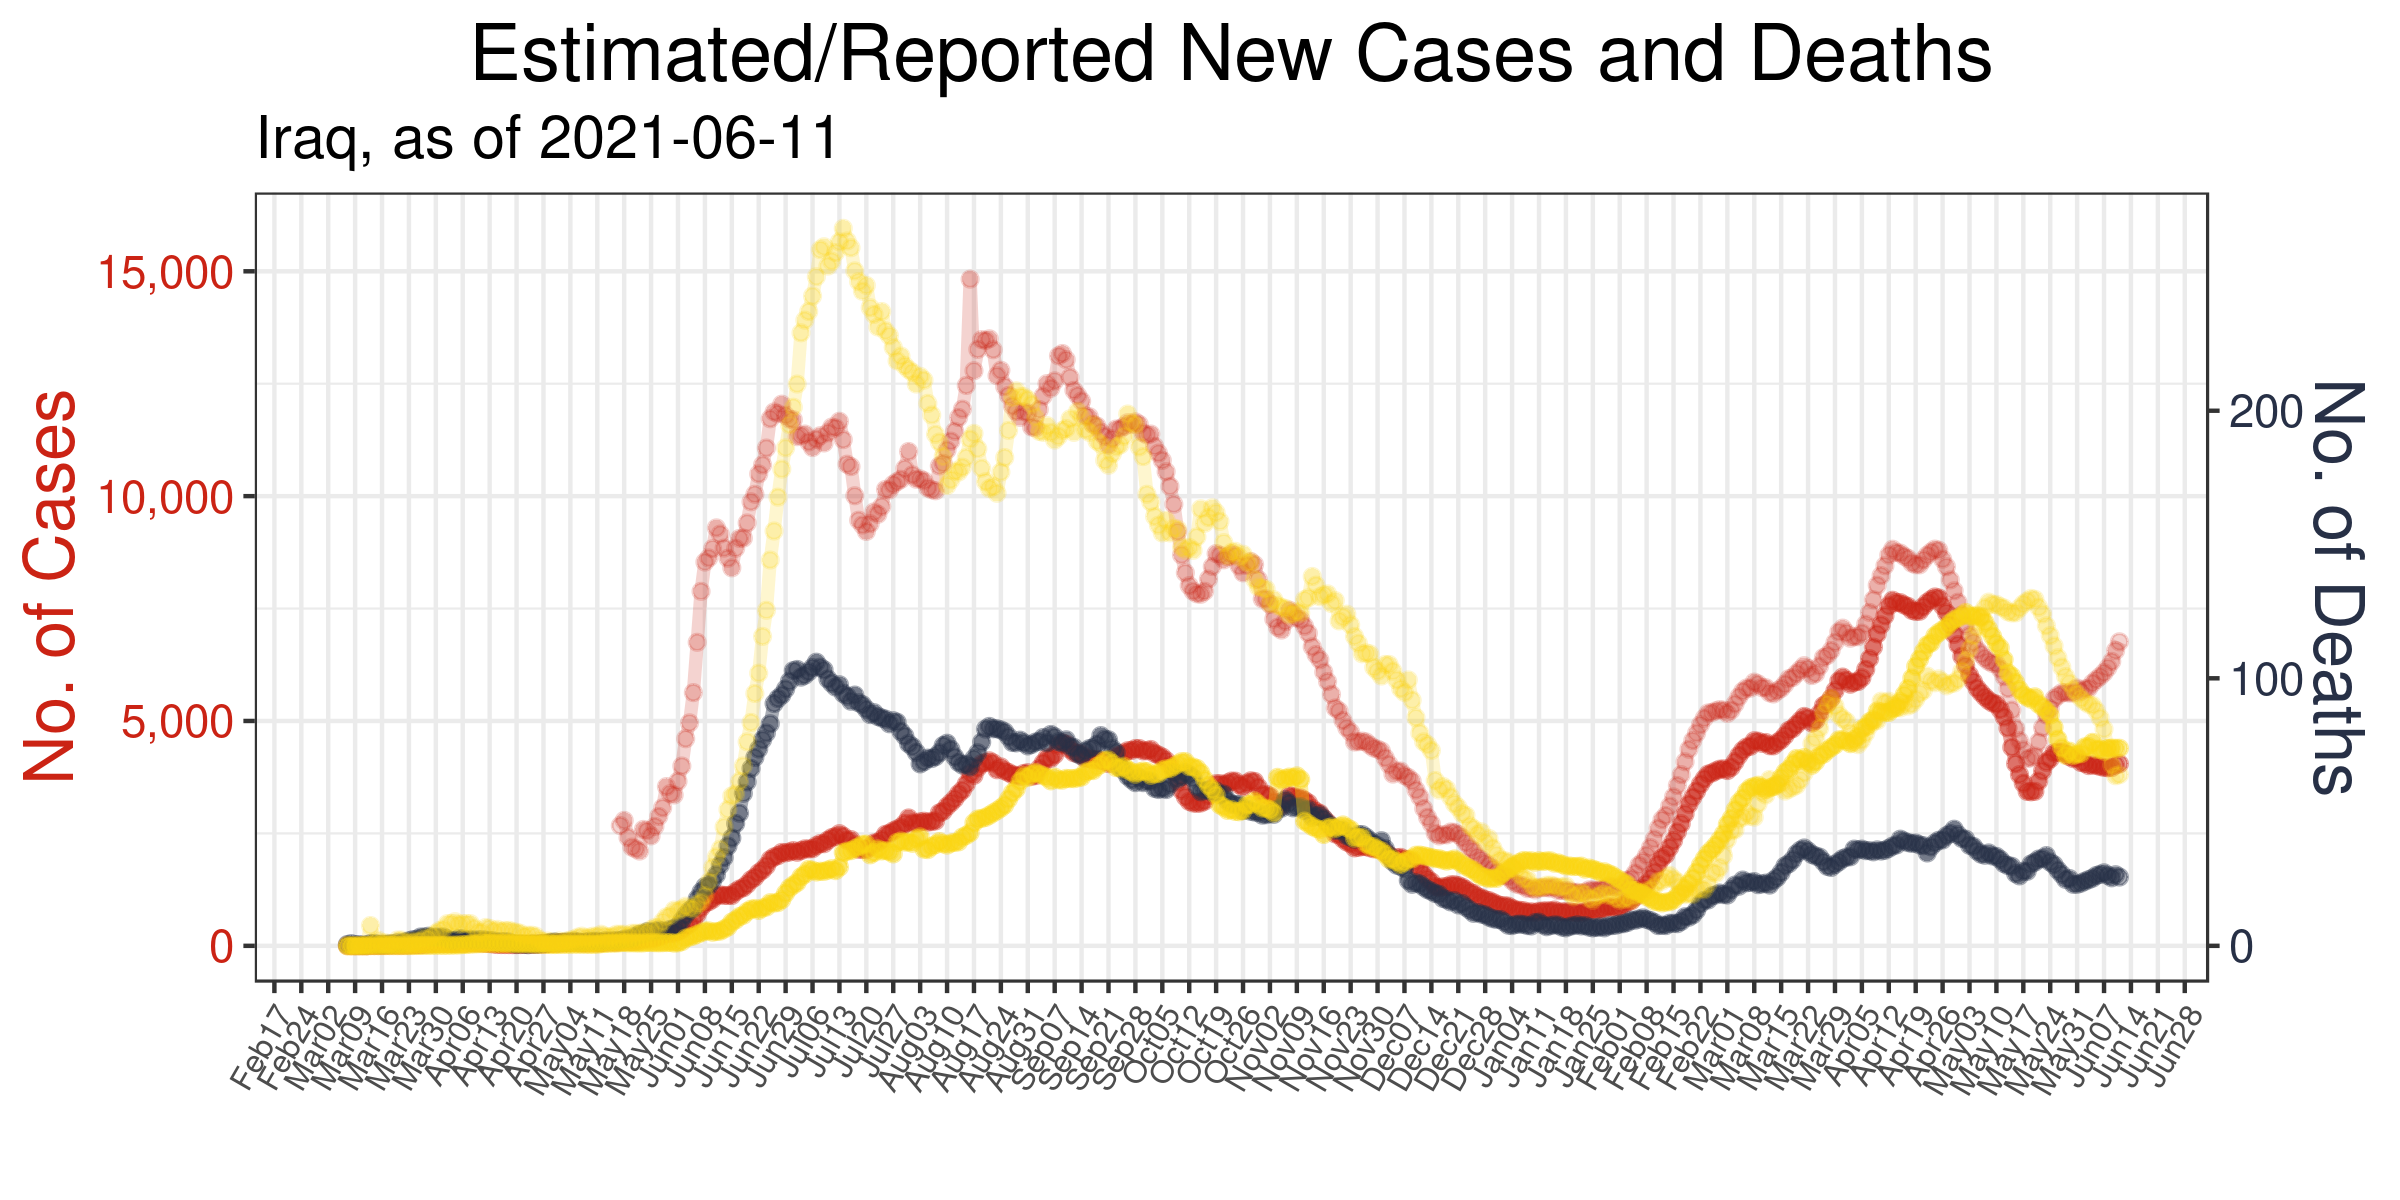 Estimated/Reported New Cases and Deaths
Iraq, as of 2021-06-11
No. of Cases
15,000
10,000
5,000
0
No. of Deaths
200
100
0
Feb17
Feb24
Mar02
Mar09
Mar16
Mar23
Mar30
Apr06
Apr13
Apr20
Apr27
May04
May11
May18
May25
Jun01
Jun08
Jun15
Jun22
Jun29
Jul06
Jul13
Jul20
Jul27
Aug03
Aug10
Aug17
Aug24
Aug31
Sep07
Sep14
Sep21
Sep28
Oct05
Oct12
Oct19
Oct26
Nov02
Nov09
Nov16
Nov23
Nov30
Dec07
Dec14
Dec21
Dec28
Jan04
Jan11
Jan18
Jan25
Feb01
Feb08
Feb15
Feb22
Mar01
Mar08
Mar15
Mar22
Mar29
Apr05
Apr12
Apr19
Apr26
May03
May10
May17
May24
May31
Jun07
Jun14
Jun21
Jun28